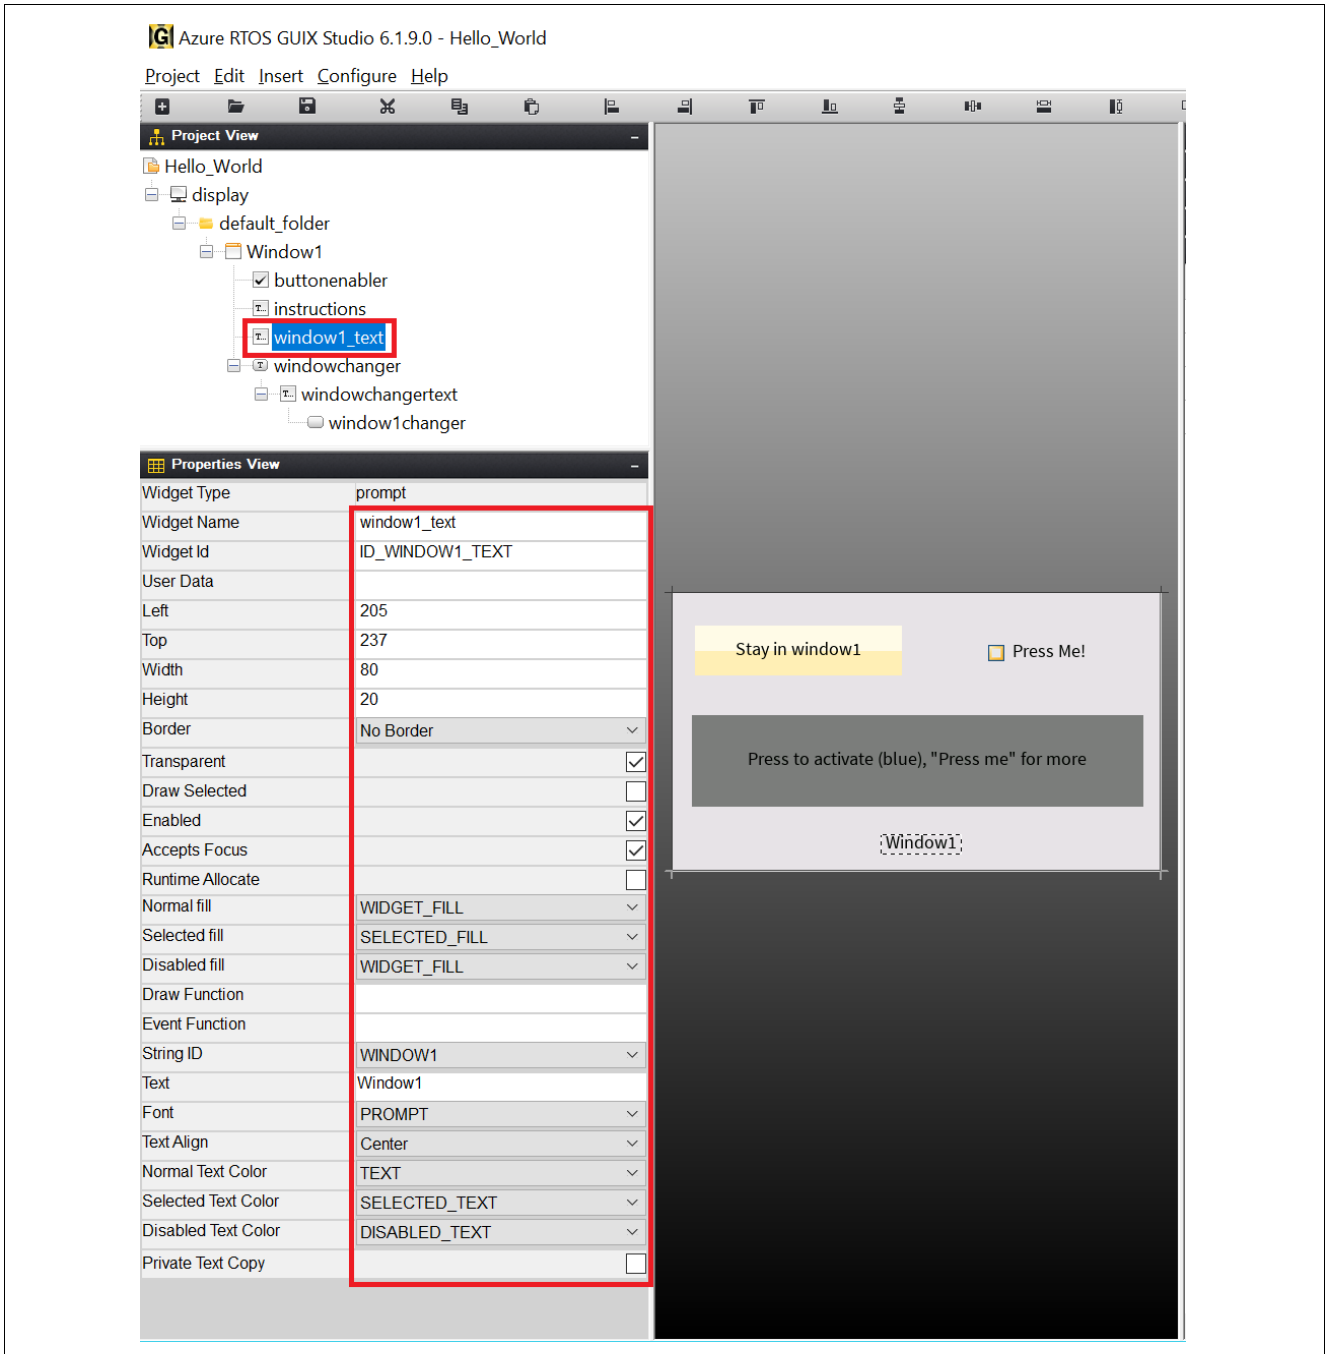 Azure RTOS GUIX Studio 6.1.9.0 - Hello_World
Project Edit Insert Configure Help
Project View
Hello_World
display
default_folder
Window1
buttonenabler
instructions
window1_text
windowchanger
windowchangertext
window1changer
Properties View
Widget Type prompt
Widget Name window1_text
Widget Id ID_WINDOW1_TEXT
User Data
Left 205
Top 237
Width 80
Height 20
Border No Border
Transparent
Draw Selected
Enabled
Accepts Focus
Runtime Allocate
Normal fill WIDGET_FILL
Selected fill SELECTED_FILL
Disabled fill WIDGET_FILL
Draw Function
Event Function
String ID WINDOW1
Text Window1
Font PROMPT
Text Align Center
Normal Text Color TEXT
Selected Text Color SELECTED_TEXT
Disabled Text Color DISABLED_TEXT
Private Text Copy
Stay in window1
Press Me!
Press to activate (blue), "Press me" for more
Window1